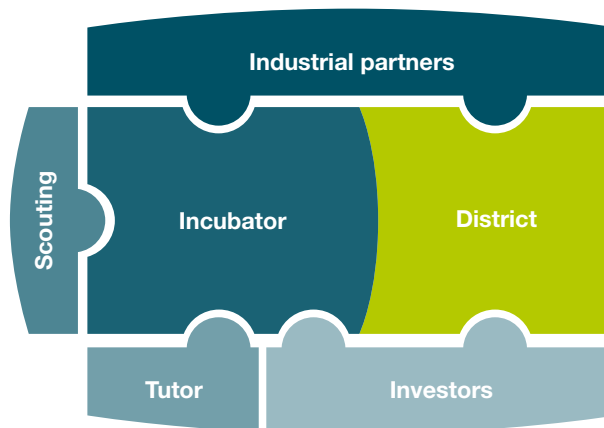 Industrial partners
Scouting
Incubator
District
Tutor
Investors